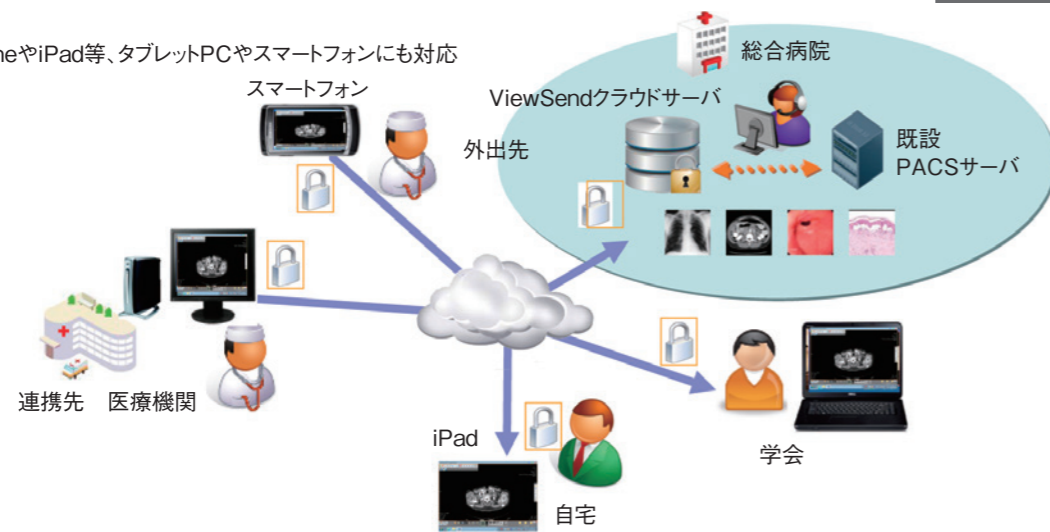 neやiPad等、タブレットPCやスマートフォンにも対応
スマートフォン
外出先
総合病院
ViewSendクラウドサーバ
既設
PACSサーバ
連携先 医療機関
iPad
自宅
学会